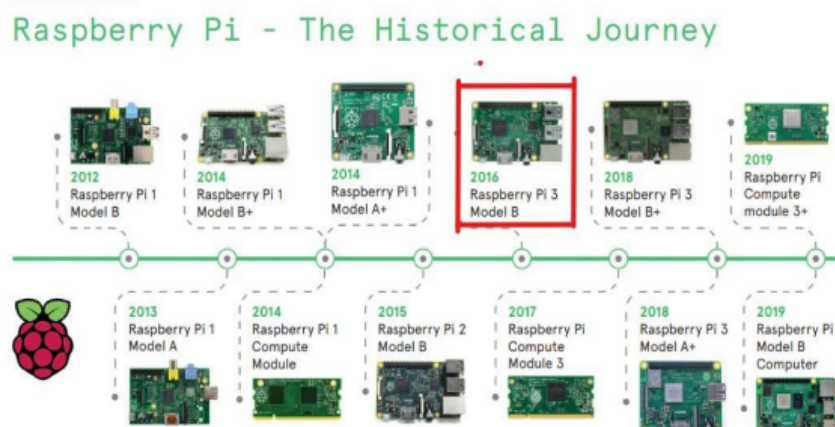 Raspberry Pi - The Historical Journey
2012
Raspberry Pi 1
Model B
2014
Raspberry Pi 1
Model B+
2014
Raspberry Pi 1
Model A+
2016
Raspberry Pi 3
Model B
2018
Raspberry Pi 3
Model B+
2019
Raspberry Pi
Compute
module 3+
2013
Raspberry Pi 1
Model A
2014
Raspberry Pi 1
Compute
Module
2015
Raspberry Pi 2
Model B
2017
Raspberry Pi
Compute
Module 3
2018
Raspberry Pi 3
Model A+
2019
Raspberry Pi
Model B
Computer